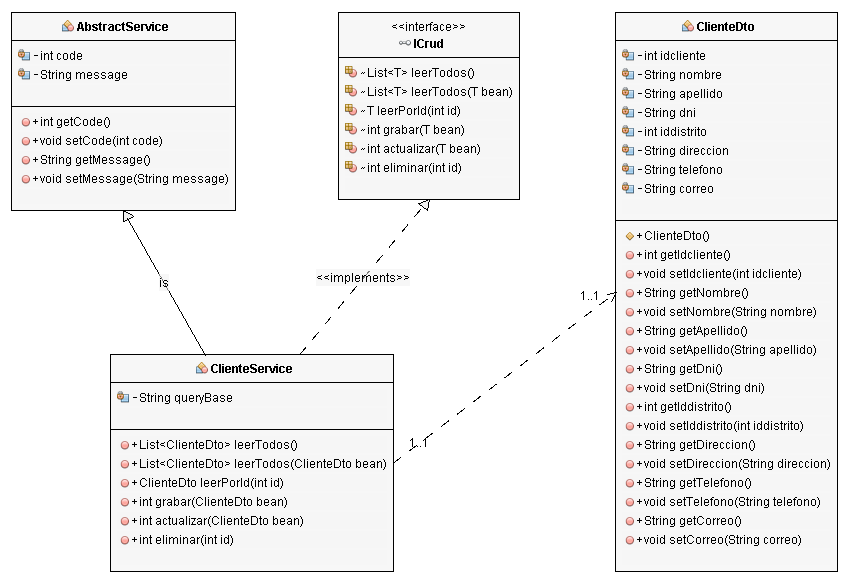 AbstractService
- int code
- String message
+ int getCode()
+ void setCode(int code)
+ String getMessage()
+ void setMessage(String message)
<<interface>>
ICrud
~ List<T> leerTodos()
~ List<T> leerTodos(T bean)
~ T leerPorId(int id)
~ int grabar(T bean)
~ int actualizar(T bean)
~ int eliminar(int id)
ClienteDto
- int idcliente
- String nombre
- String apellido
- String dni
- int iddistrito
- String direccion
- String telefono
- String correo
+ ClienteDto()
+ int getIdcliente()
+ void setIdcliente(int idcliente)
+ String getNombre()
+ void setNombre(String nombre)
+ String getApellido()
+ void setApellido(String apellido)
+ String getDni()
+ void setDni(String dni)
+ int getIddistrito()
+ void setIddistrito(int iddistrito)
+ String getDireccion()
+ void setDireccion(String direccion)
+ String getTelefono()
+ void setTelefono(String telefono)
+ String getCorreo()
+ void setCorreo(String correo)
is
<<implements>>
1..1
1..1
ClienteService
- String queryBase
+ List<ClienteDto> leerTodos()
+ List<ClienteDto> leerTodos(ClienteDto bean)
+ ClienteDto leerPorId(int id)
+ int grabar(ClienteDto bean)
+ int actualizar(ClienteDto bean)
+ int eliminar(int id)